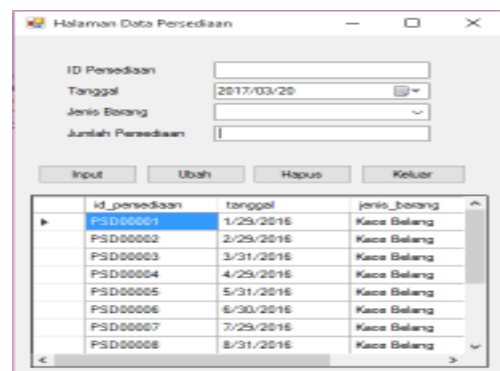 Halaman Data Persediaan
ID Persediaan
Tanggal 2017/03/20
Jenis Barang
Jumlah Persediaan
Input Ubah Hapus Keluar
id_persediaan tanggal jenis_barang
PSD00001 1/29/2016 Kaca Belang
PSD00002 2/29/2016 Kaca Belang
PSD00003 3/31/2016 Kaca Belang
PSD00004 4/29/2016 Kaca Belang
PSD00005 5/31/2016 Kaca Belang
PSD00006 6/30/2016 Kaca Belang
PSD00007 7/29/2016 Kaca Belang
PSD00008 8/31/2016 Kaca Belang